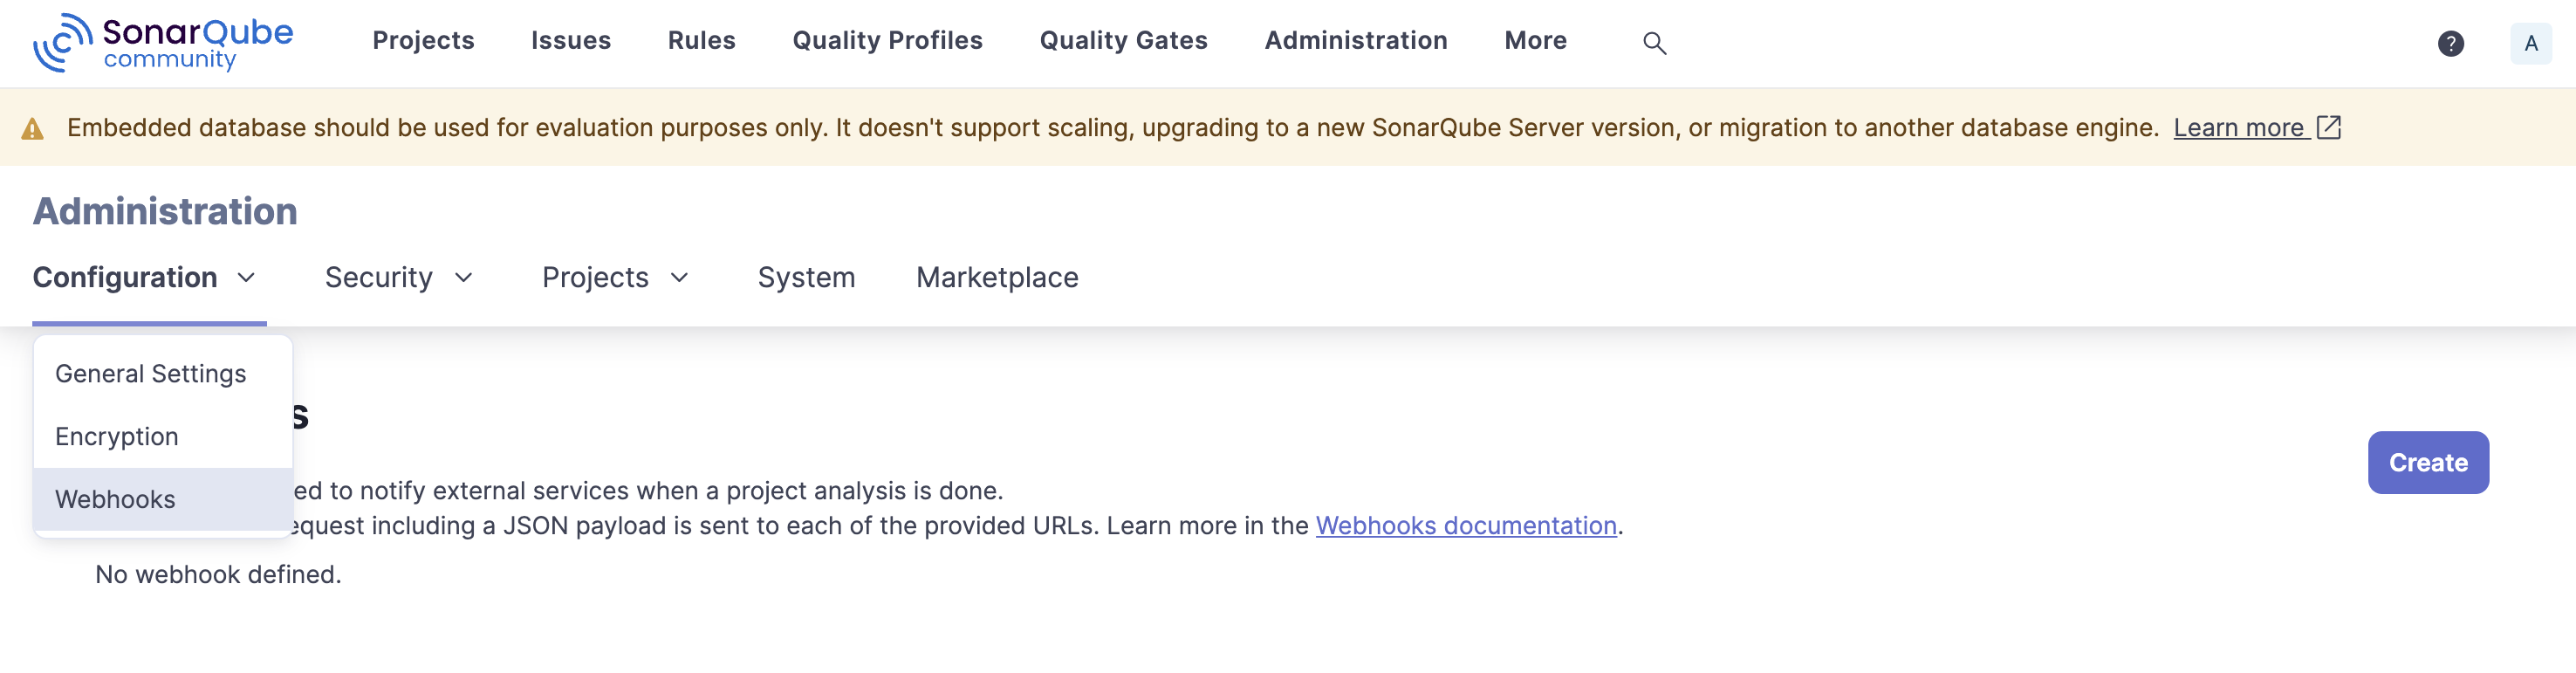 SonarQube
community
Projects Issues Rules Quality Profiles Quality Gates Administration More
?
A
Embedded database should be used for evaluation purposes only. It doesn't support scaling, upgrading to a new SonarQube Server version, or migration to another database engine. Learn more
Administration
Configuration Security Projects System Marketplace
General Settings
Encryption
Webhooks
s
Create
ed to notify external services when a project analysis is done.
equest including a JSON payload is sent to each of the provided URLs. Learn more in the Webhooks documentation.
No webhook defined.